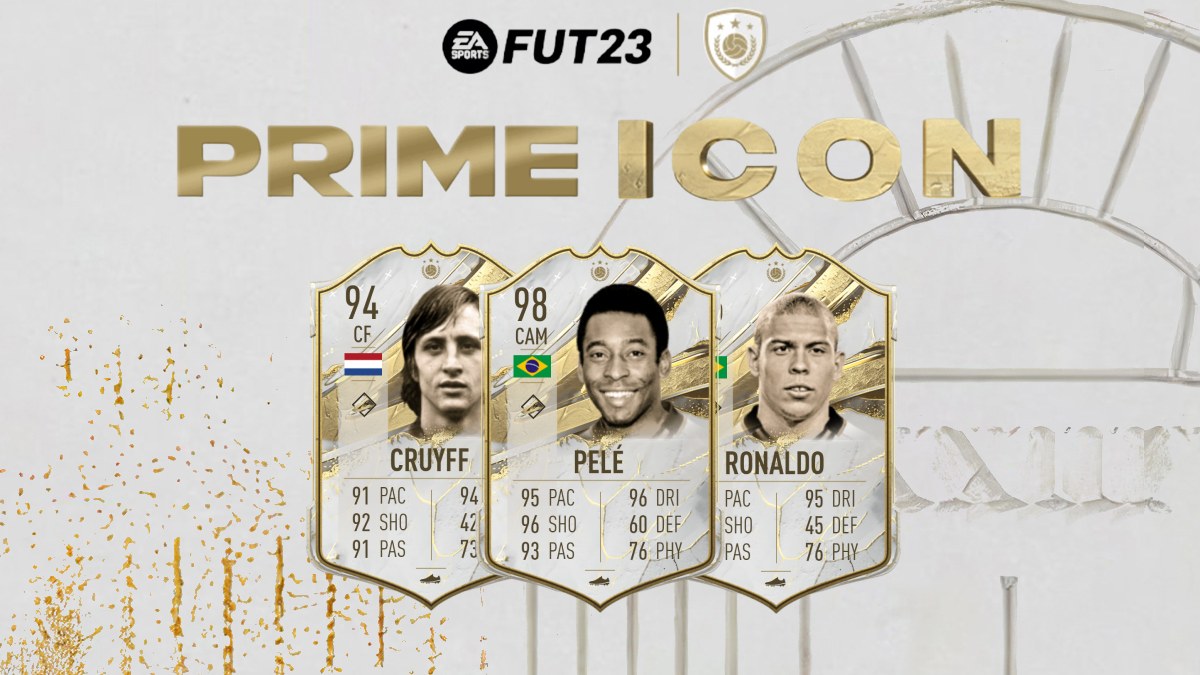 EA SPORTS FUT23
PRIME ICON
94
CF
CRUYFF
91 PAC 94
92 SHO 42
91 PAS 73
98
CAM
PELÉ
95 PAC 96 DRI
96 SHO 60 DEF
93 PAS 76 PHY
RONALDO
PAC 95 DRI
SHO 45 DEF
PAS 76 PHY
XXIII